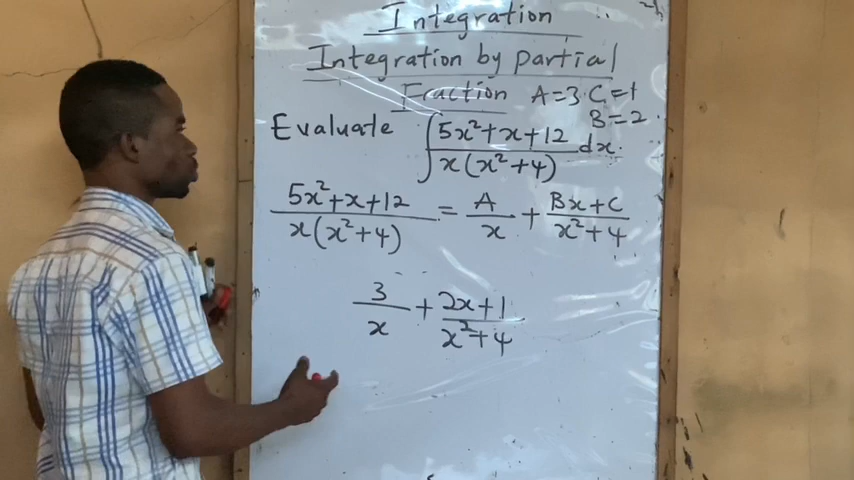 Integration
Integration by partial
Fraction A=3 C=1
B=2
Evaluate ∫ (5x²+x+12)/(x(x²+4)) dx.
(5x²+x+12)/(x(x²+4)) = A/x + (Bx+C)/(x²+4)
3/x + (2x+1)/(x²+4)